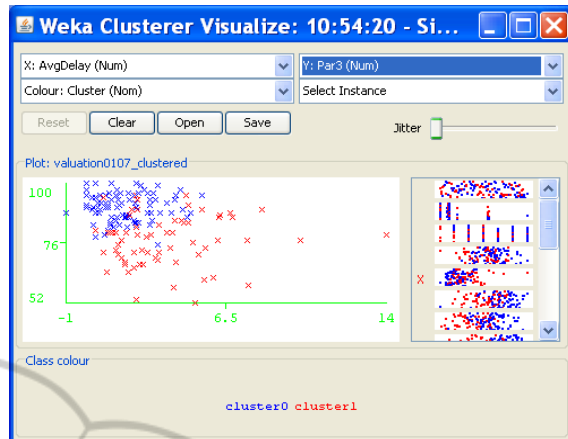 Weka Clusterer Visualize: 10:54:20 - Si...
X: AvgDelay (Num) Y: Par3 (Num)
Colour: Cluster (Nom) Select Instance
Reset Clear Open Save Jitter
Plot: valuation0107_clustered
100
76
52
-1 6.5 14
X
Class colour
cluster0 cluster1